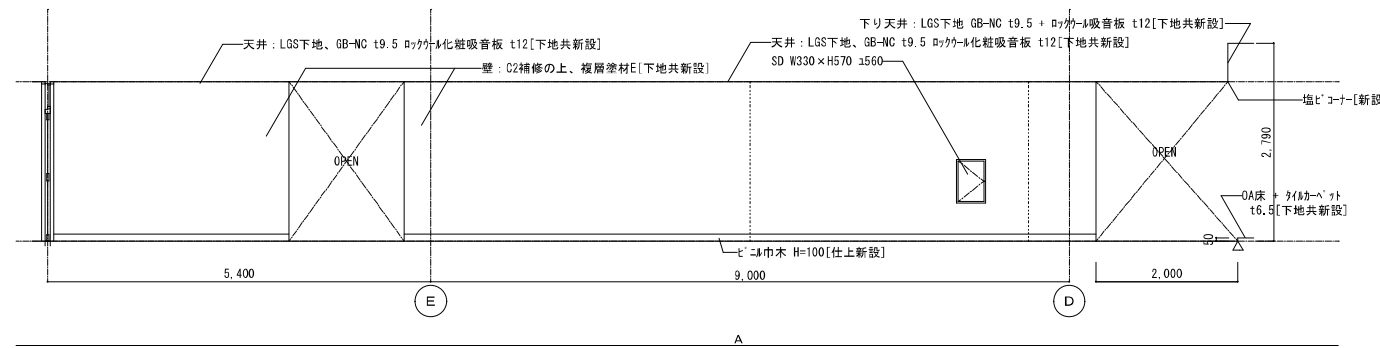 下り天井：LGS下地 GB-NC t9.5 + ロックウール吸音板 t12[下地共新設]
天井：LGS下地、GB-NC t9.5 ロックウール化粧吸音板 t12[下地共新設]
天井：LGS下地、GB-NC t9.5 ロックウール化粧吸音板 t12[下地共新設]
壁：C2補修の上、複層塗材E[下地共新設]
SD W330×H570 ｺ560
塩ビコーナー[新設
2,790
OPEN
OPEN
OA床 + タイルカーペット
t6.5[下地共新設]
50
ビニル巾木 H=100[仕上新設]
5,400
9,000
2,000
E
D
A